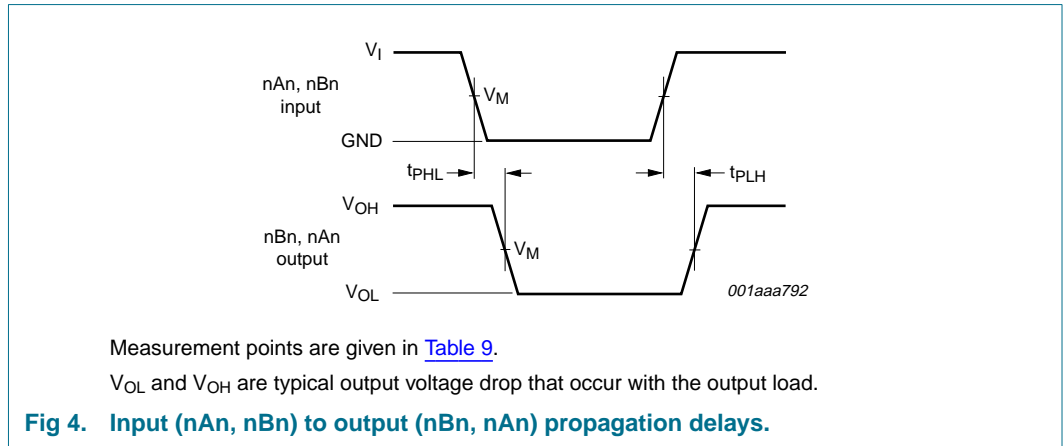 VI
nAn, nBn
input
VM
GND
tPHL
tPLH
VOH
nBn, nAn
output
VM
VOL
001aaa792
Measurement points are given in Table 9.
VOL and VOH are typical output voltage drop that occur with the output load.
Fig 4. Input (nAn, nBn) to output (nBn, nAn) propagation delays.